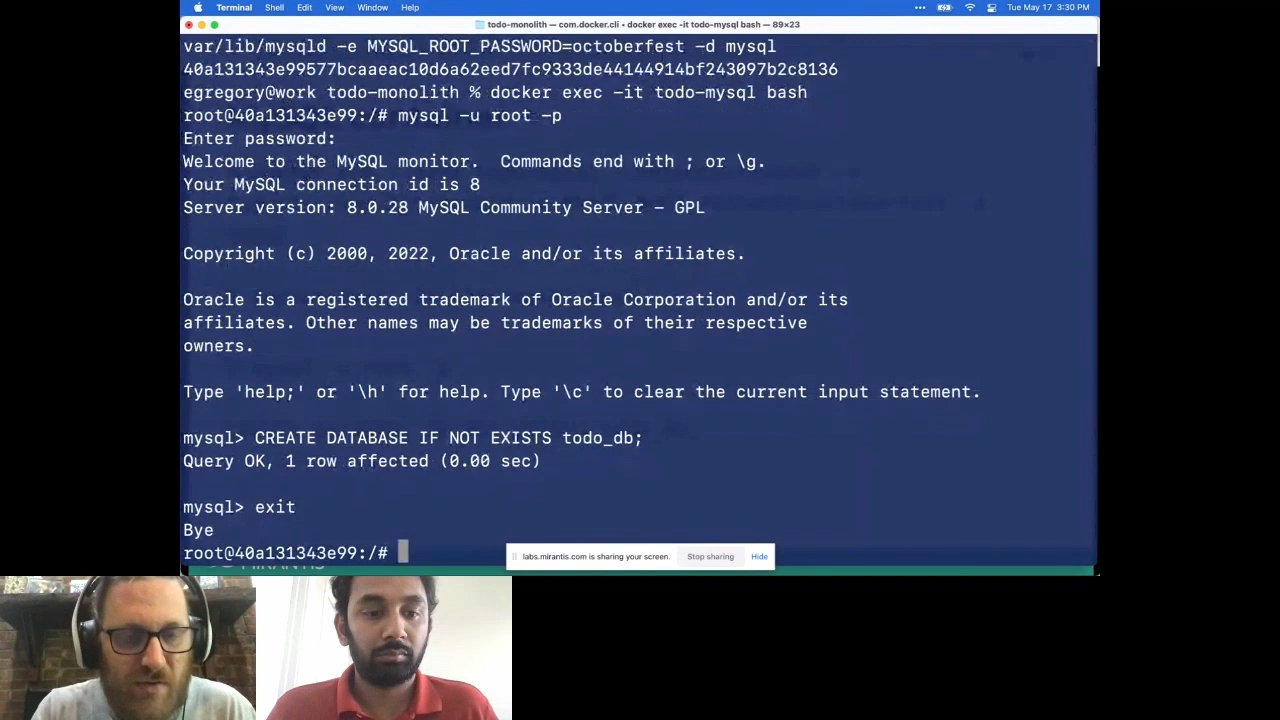 Terminal Shell Edit View Window Help Tue May 17 3:30 PM
todo-monolith — com.docker.cli • docker exec -it todo-mysql bash — 89×23
var/lib/mysqld -e MYSQL_ROOT_PASSWORD=octoberfest -d mysql
40a131343e99577bcaaeac10d6a62eed7fc9333de44144914bf243097b2c8136
egregory@work todo-monolith % docker exec -it todo-mysql bash
root@40a131343e99:/# mysql -u root -p
Enter password:
Welcome to the MySQL monitor.  Commands end with ; or \g.
Your MySQL connection id is 8
Server version: 8.0.28 MySQL Community Server - GPL
Copyright (c) 2000, 2022, Oracle and/or its affiliates.
Oracle is a registered trademark of Oracle Corporation and/or its
affiliates. Other names may be trademarks of their respective
owners.
Type 'help;' or '\h' for help. Type '\c' to clear the current input statement.
mysql> CREATE DATABASE IF NOT EXISTS todo_db;
Query OK, 1 row affected (0.00 sec)
mysql> exit
Bye
root@40a131343e99:/#
labs.mirantis.com is sharing your screen. Stop sharing Hide
MIRANTIS